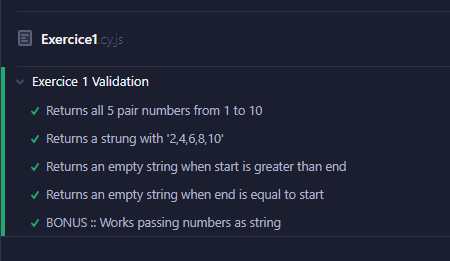 Exercice1.cy.js
Exercice 1 Validation
Returns all 5 pair numbers from 1 to 10
Returns a strung with '2,4,6,8,10'
Returns an empty string when start is greater than end
Returns an empty string when end is equal to start
BONUS :: Works passing numbers as string